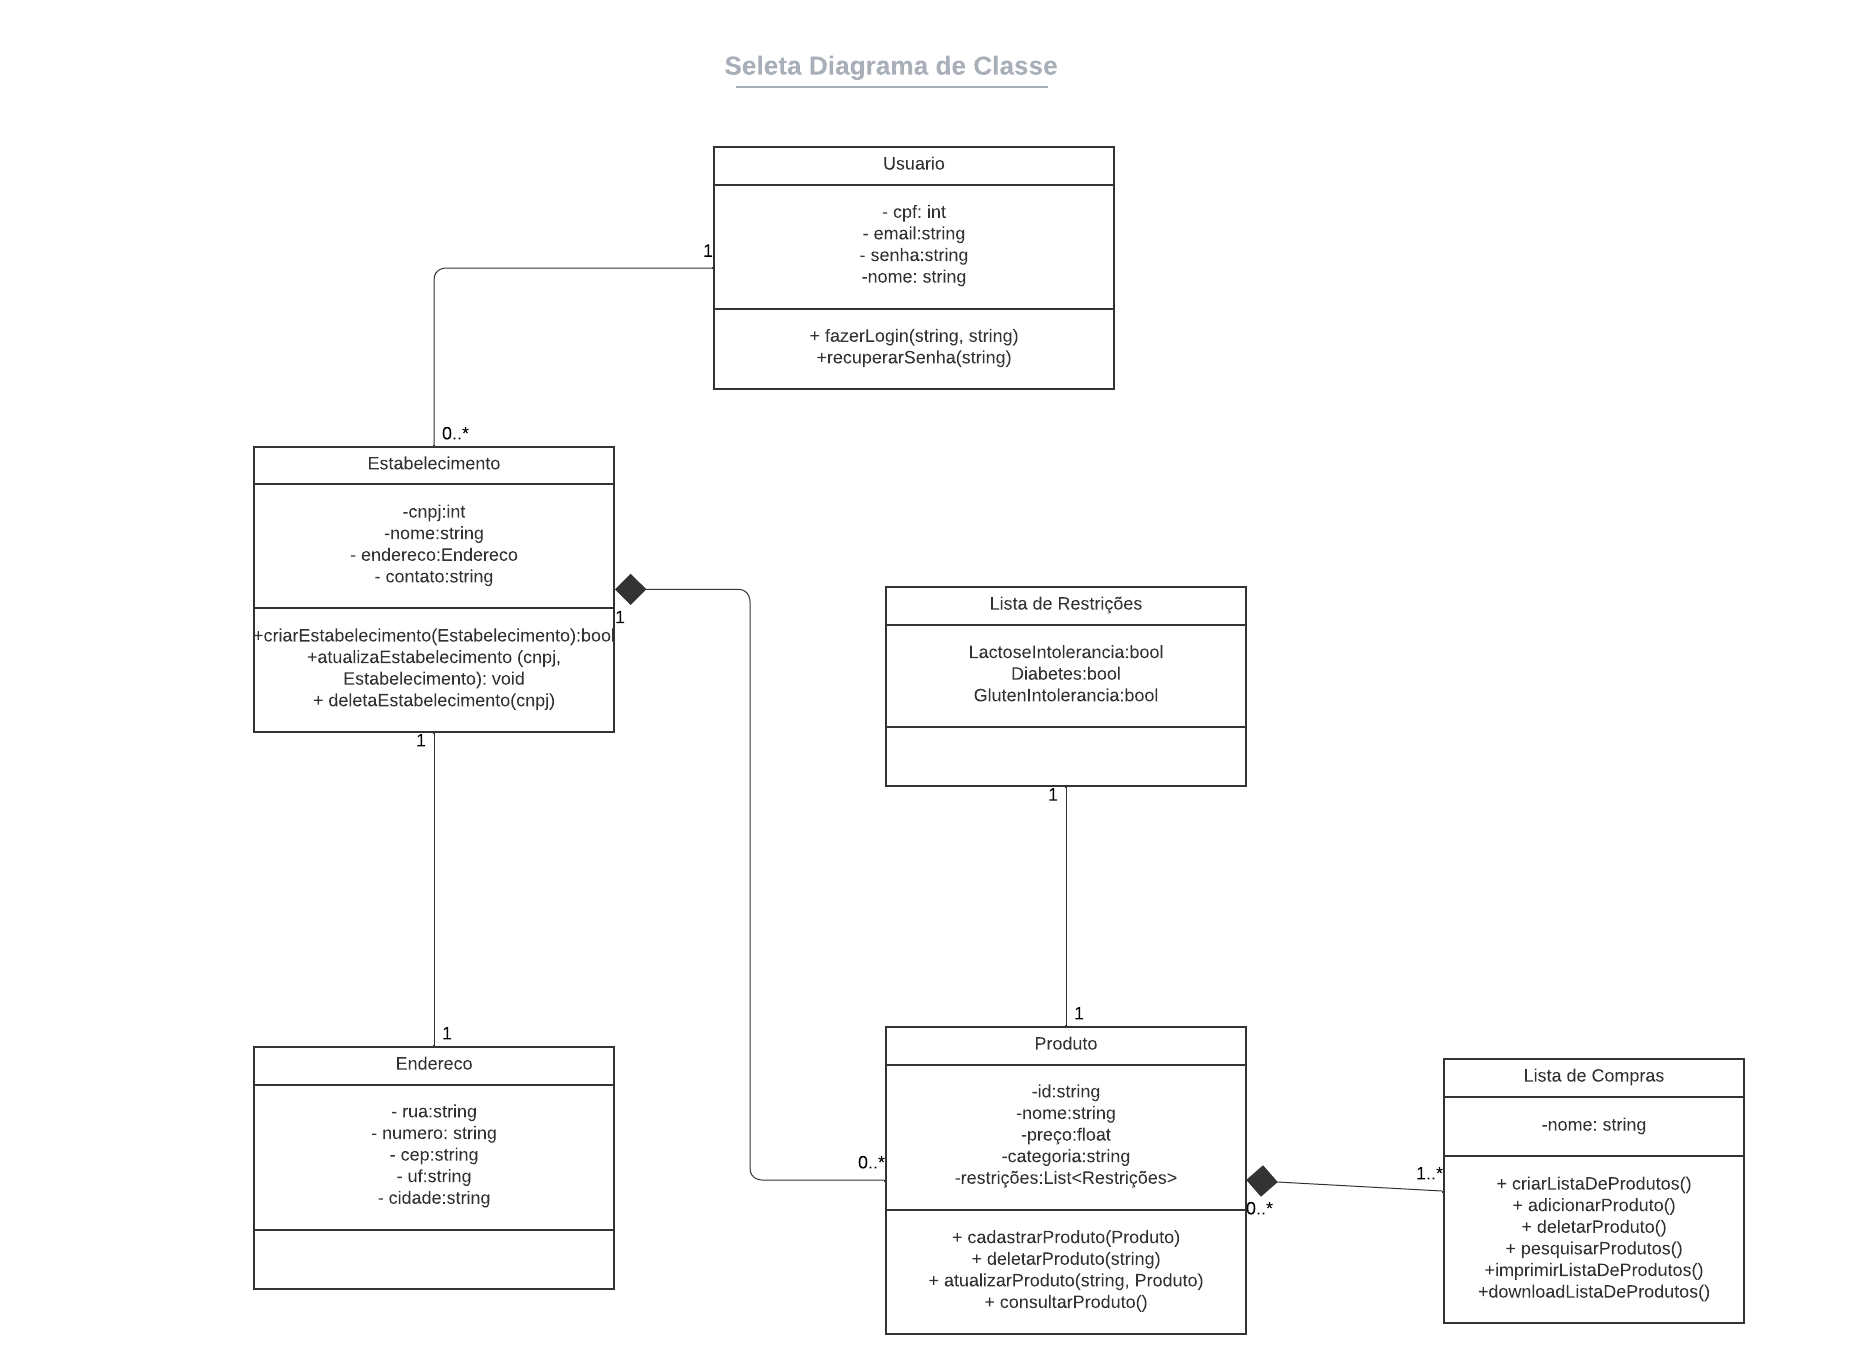 Seleta Diagrama de Classe
Usuario
- cpf: int
- email:string
- senha:string
-nome: string
+ fazerLogin(string, string)
+recuperarSenha(string)
1
0..*
Estabelecimento
-cnpj:int
-nome:string
- endereco:Endereco
- contato:string
+criarEstabelecimento(Estabelecimento):bool
+atualizaEstabelecimento (cnpj,
Estabelecimento): void
+ deletaEstabelecimento(cnpj)
1
1
1
Endereco
- rua:string
- numero: string
- cep:string
- uf:string
- cidade:string
Lista de Restrições
LactoseIntolerancia:bool
Diabetes:bool
GlutenIntolerancia:bool
1
1
0..*
Produto
-id:string
-nome:string
-preço:float
-categoria:string
-restrições:List<Restrições>
+ cadastrarProduto(Produto)
+ deletarProduto(string)
+ atualizarProduto(string, Produto)
+ consultarProduto()
0..*
1..*
Lista de Compras
-nome: string
+ criarListaDeProdutos()
+ adicionarProduto()
+ deletarProduto()
+ pesquisarProdutos()
+imprimirListaDeProdutos()
+downloadListaDeProdutos()